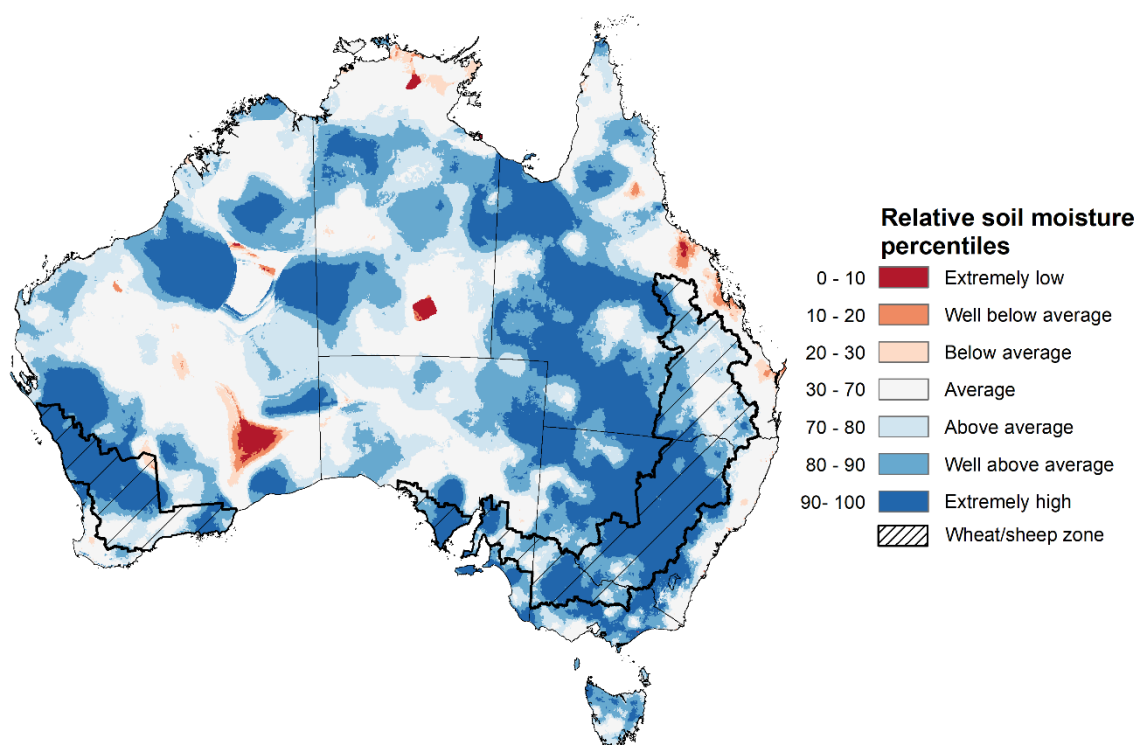 Relative soil moisture
percentiles
0 - 10 Extremely low
10 - 20 Well below average
20 - 30 Below average
30 - 70 Average
70 - 80 Above average
80 - 90 Well above average
90- 100 Extremely high
Wheat/sheep zone